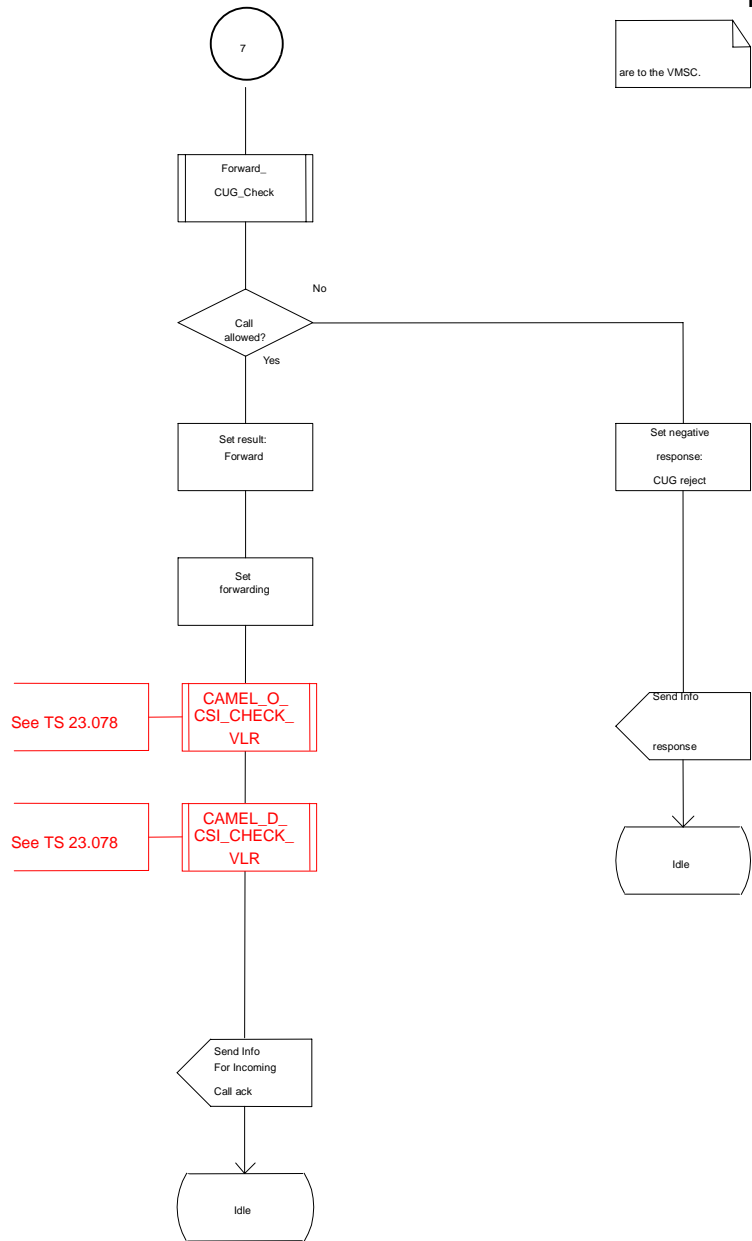 7
are to the VMSC.
Forward_
CUG_Check
No
Call
allowed?
Yes
Set result:
Forward
Set negative
response:
CUG reject
Set
forwarding
See TS 23.078
CAMEL_O_
CSI_CHECK_
VLR
Send Info
response
See TS 23.078
CAMEL_D_
CSI_CHECK_
VLR
Idle
Send Info
For Incoming
Call ack
Idle